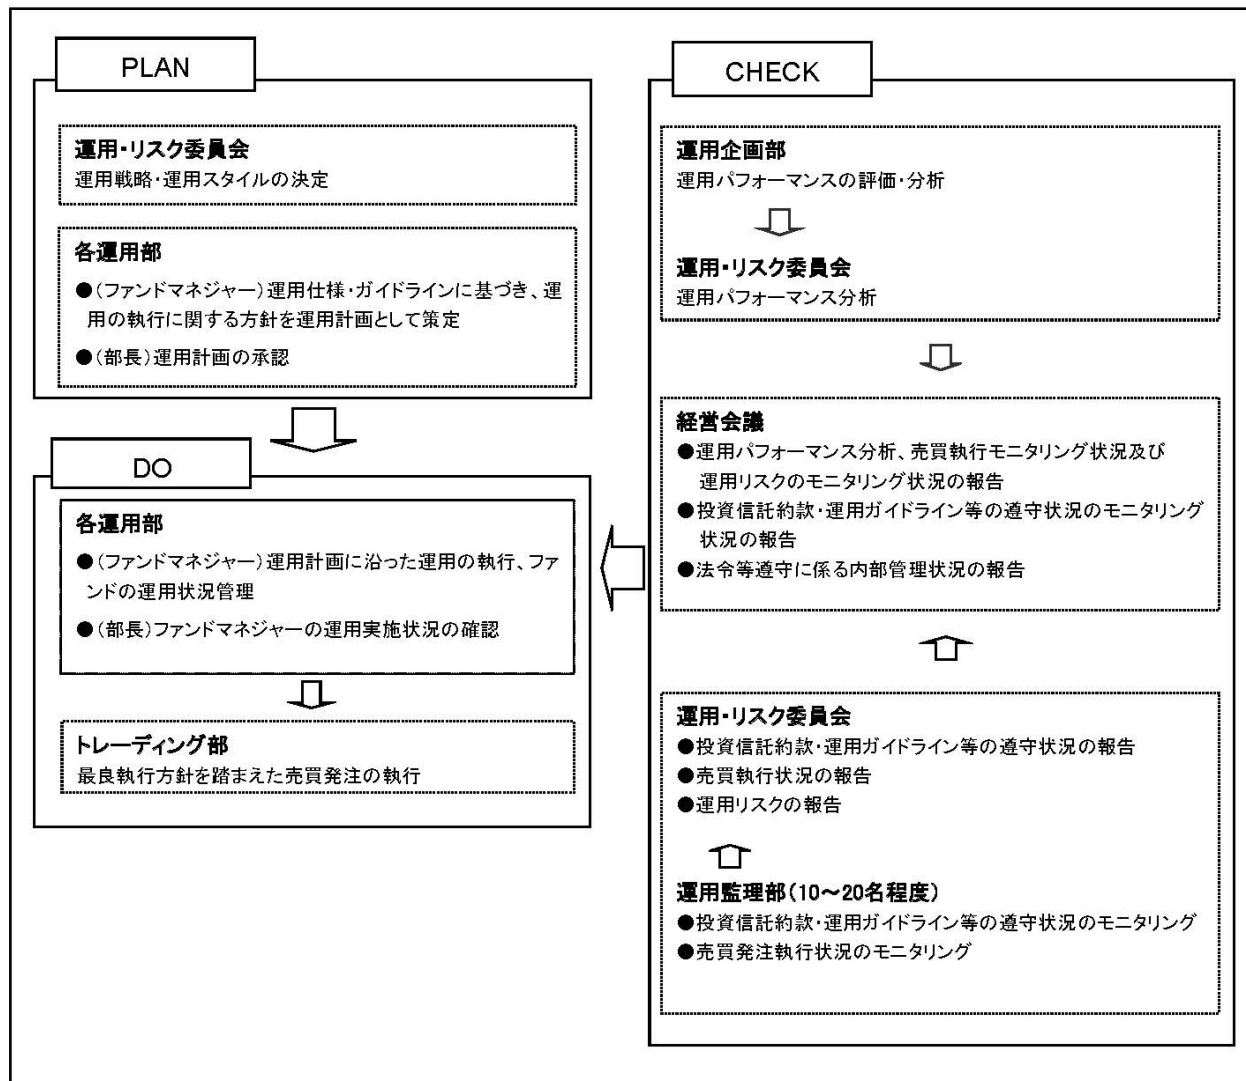 PLAN
運用・リスク委員会
運用戦略・運用スタイルの決定
各運用部
●(ファンドマネジャー)運用仕様・ガイドラインに基づき、運
用の執行に関する方針を運用計画として策定
●(部長)運用計画の承認
DO
各運用部
●(ファンドマネジャー)運用計画に沿った運用の執行、ファ
ンドの運用状況管理
●(部長)ファンドマネジャーの運用実施状況の確認
トレーディング部
最良執行方針を踏まえた売買発注の執行
CHECK
運用企画部
運用パフォーマンスの評価・分析
運用・リスク委員会
運用パフォーマンス分析
経営会議
●運用パフォーマンス分析、売買執行モニタリング状況及び
運用リスクのモニタリング状況の報告
●投資信託約款・運用ガイドライン等の遵守状況のモニタリング
状況の報告
●法令等遵守に係る内部管理状況の報告
運用・リスク委員会
●投資信託約款・運用ガイドライン等の遵守状況の報告
●売買執行状況の報告
●運用リスクの報告
運用監理部(10~20名程度)
●投資信託約款・運用ガイドライン等の遵守状況のモニタリング
●売買発注執行状況のモニタリング